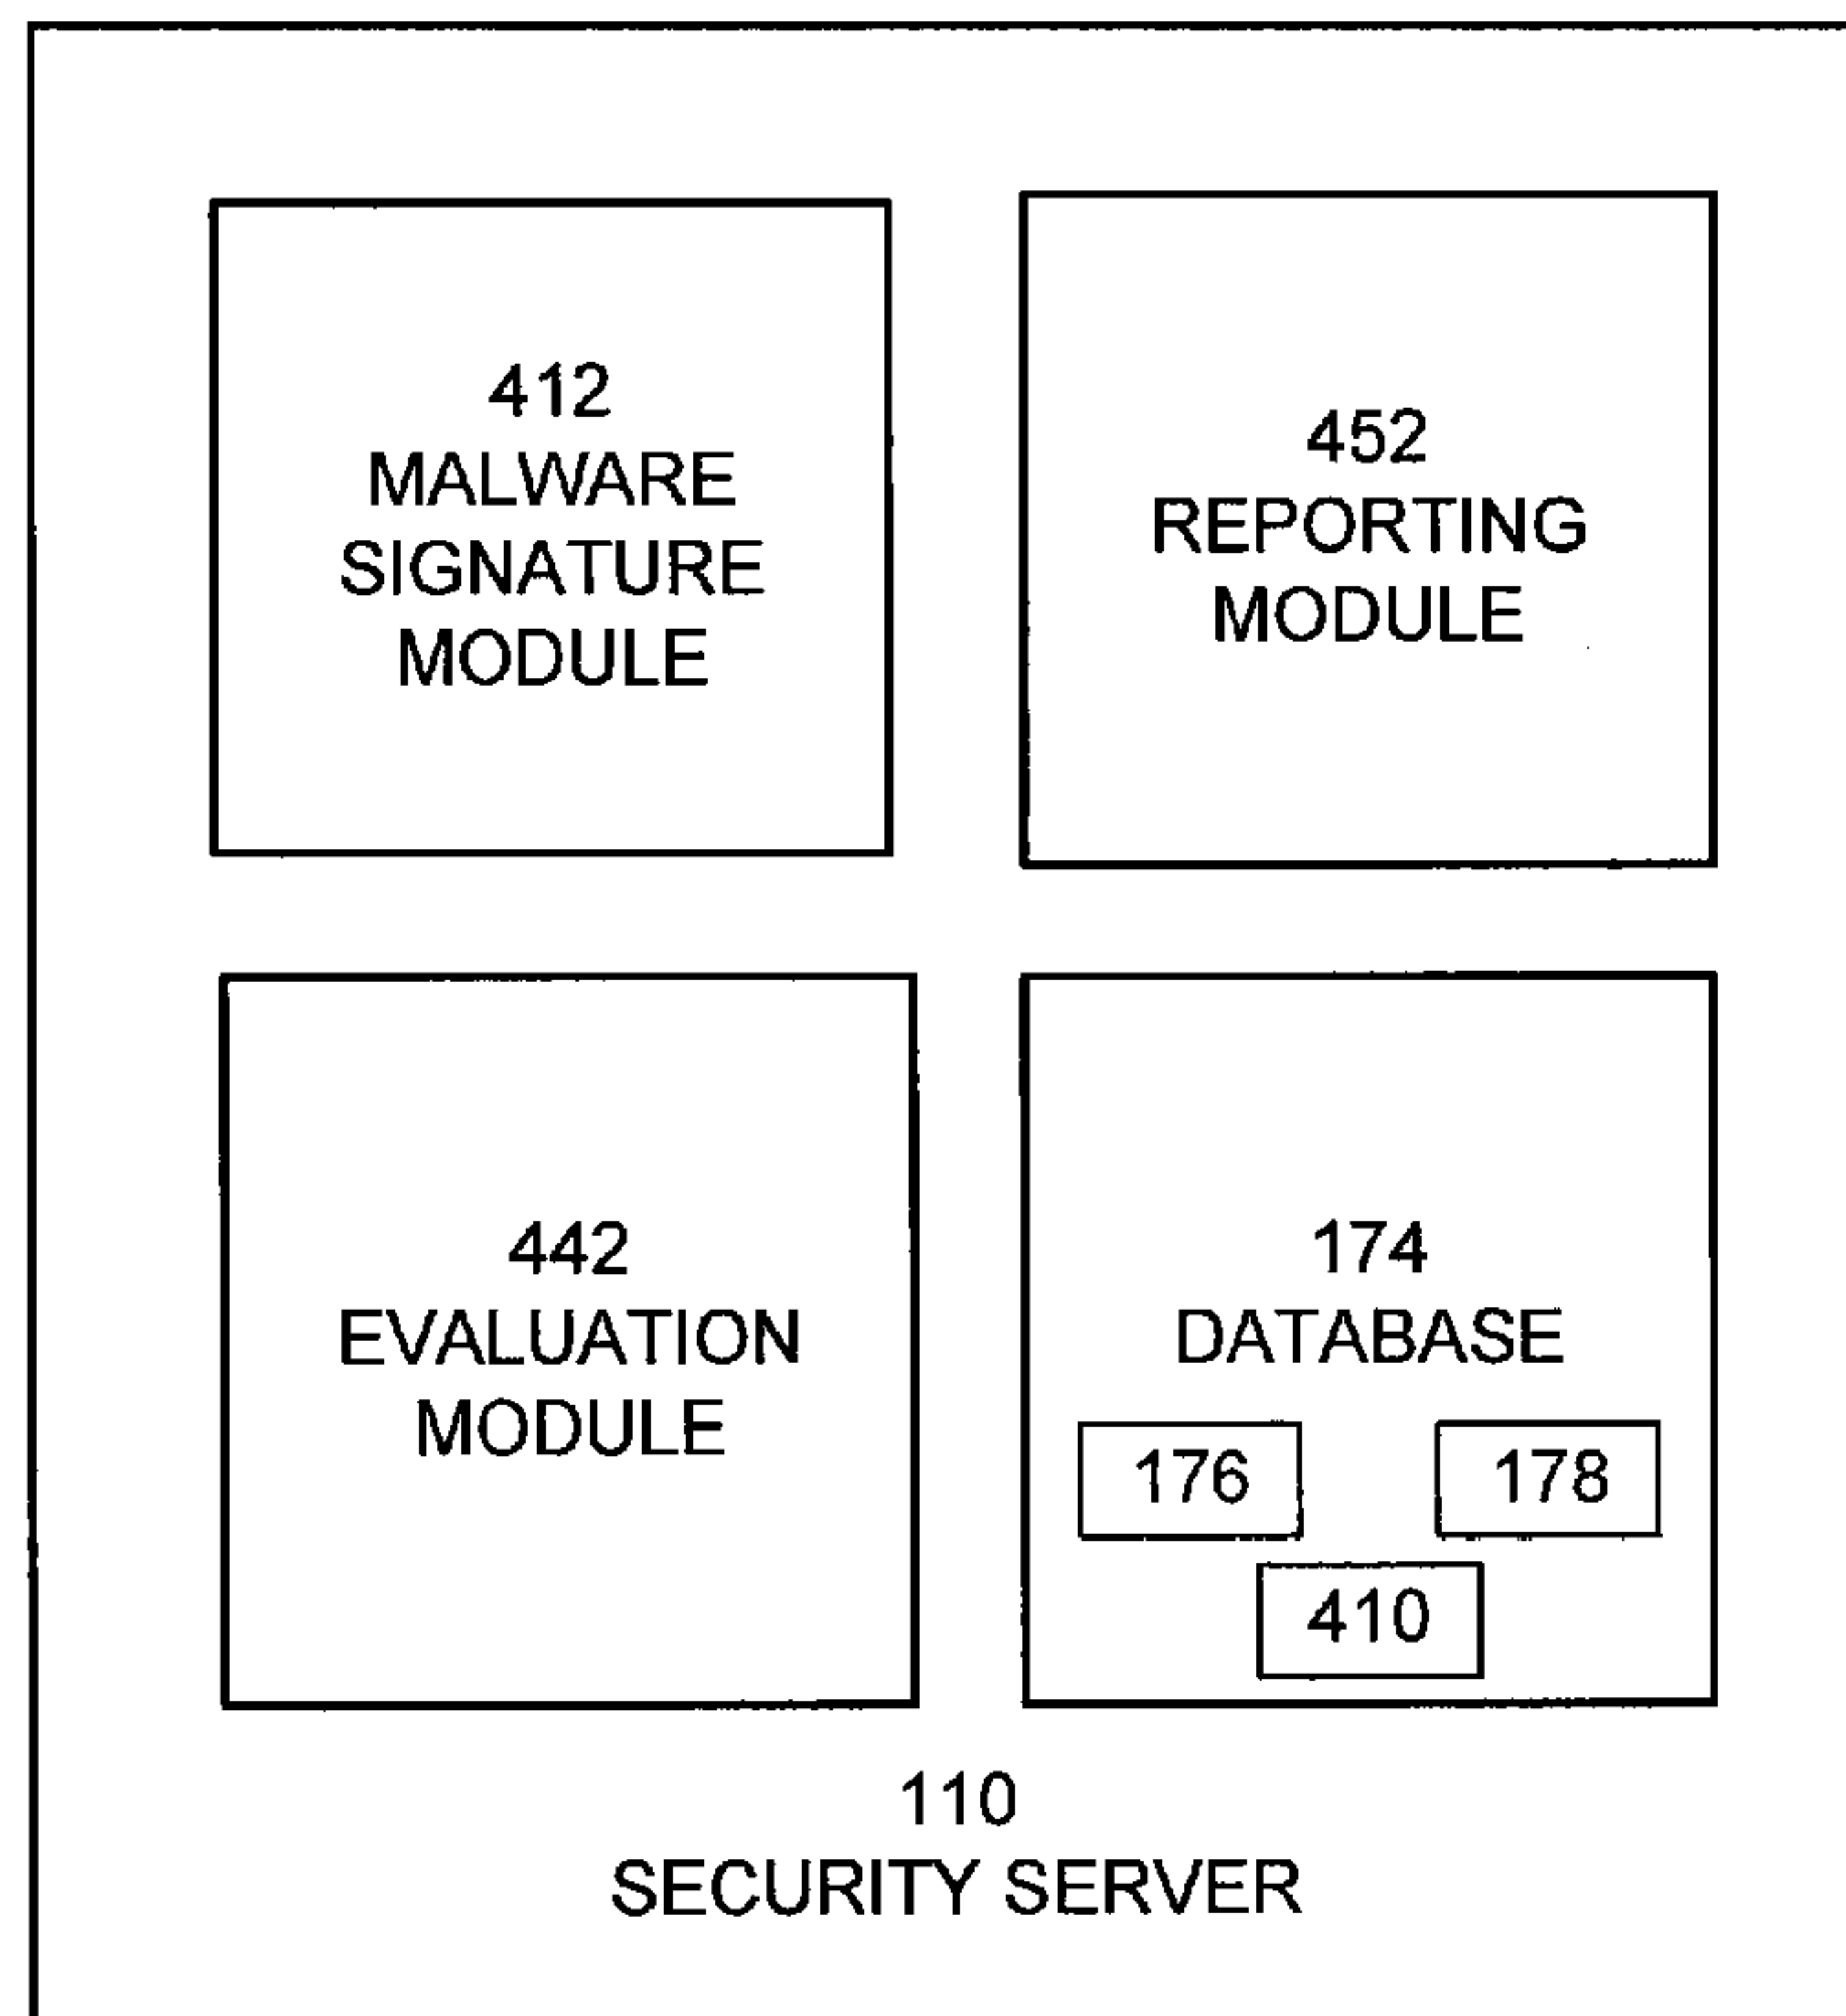 412
MALWARE
SIGNATURE
MODULE
452
REPORTING
MODULE
442
EVALUATION
MODULE
174
DATABASE
176
178
410
110
SECURITY SERVER